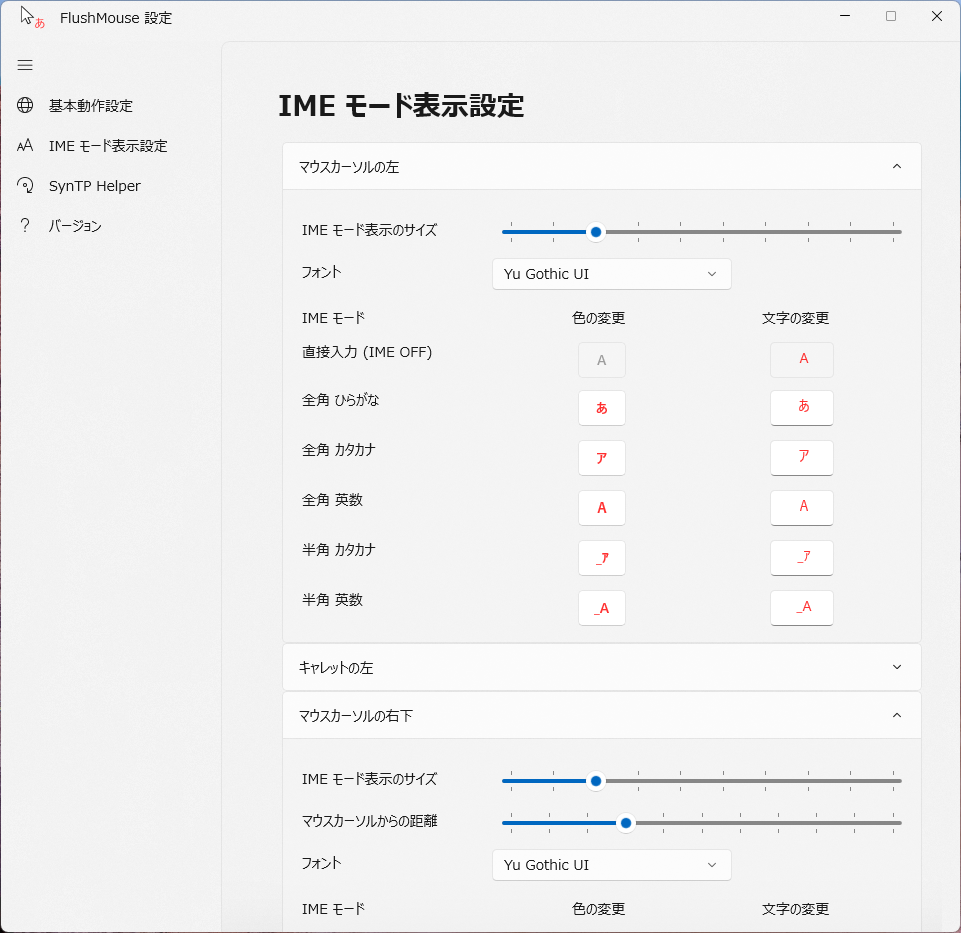 あ FlushMouse 設定
基本動作設定
AA IME モード表示設定
SynTP Helper
? バージョン
IME モード表示設定
マウスカーソルの左
IME モード表示のサイズ
フォント Yu Gothic UI
IME モード 色の変更 文字の変更
直接入力 (IME OFF) A A
全角 ひらがな あ あ
全角 カタカナ ア ア
全角 英数 A A
半角 カタカナ _ア _ア
半角 英数 _A _A
キャレットの左
マウスカーソルの右下
IME モード表示のサイズ
マウスカーソルからの距離
フォント Yu Gothic UI
IME モード 色の変更 文字の変更